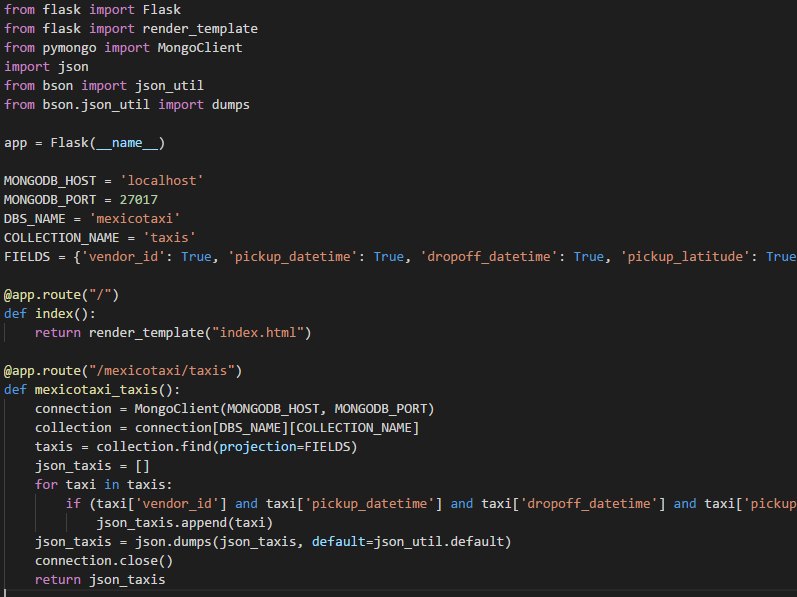 from flask import Flask
from flask import render_template
from pymongo import MongoClient
import json
from bson import json_util
from bson.json_util import dumps
app = Flask(__name__)
MONGODB_HOST = 'localhost'
MONGODB_PORT = 27017
DBS_NAME = 'mexicotaxi'
COLLECTION_NAME = 'taxis'
FIELDS = {'vendor_id': True, 'pickup_datetime': True, 'dropoff_datetime': True, 'pickup_latitude': True
@app.route("/")
def index():
    return render_template("index.html")
@app.route("/mexicotaxi/taxis")
def mexicotaxi_taxis():
    connection = MongoClient(MONGODB_HOST, MONGODB_PORT)
    collection = connection[DBS_NAME][COLLECTION_NAME]
    taxis = collection.find(projection=FIELDS)
    json_taxis = []
    for taxi in taxis:
        if (taxi['vendor_id'] and taxi['pickup_datetime'] and taxi['dropoff_datetime'] and taxi['pickup
            json_taxis.append(taxi)
    json_taxis = json.dumps(json_taxis, default=json_util.default)
    connection.close()
    return json_taxis